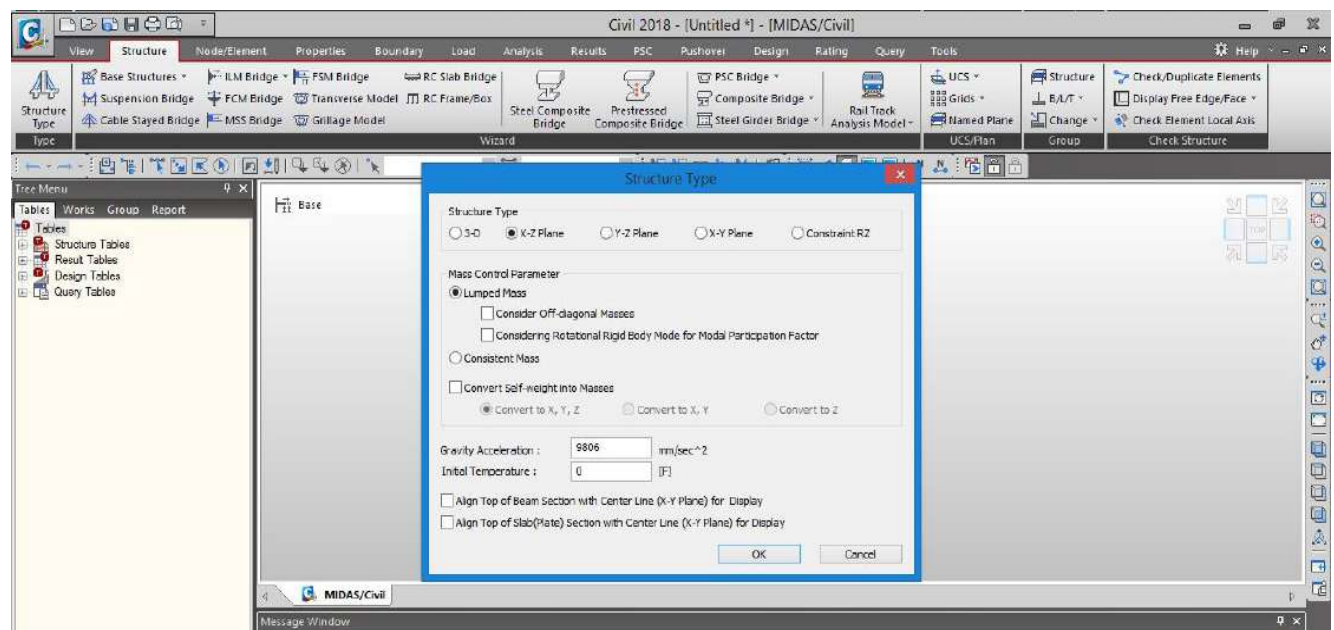 Civil 2018 - [Untitled *] - [MIDAS/Civil]
View Structure Node/Element Properties Boundary Load Analysis Results PSC Pushover Design Rating Query Tools Help
Structure Type
Base Structures
Suspension Bridge
Cable Stayed Bridge
ILM Bridge
FCM Bridge
MSS Bridge
FSM Bridge
Transverse Model
Grillage Model
RC Slab Bridge
RC Frame/Box
Steel Composite Bridge
Prestressed Composite Bridge
PSC Bridge
Composite Bridge
Steel Girder Bridge
Rail Track Analysis Model
UCS
Grids
Named Plane
Structure
B/L/T
Change
Check/Duplicate Elements
Display Free Edge/Face
Check Element Local Axis
Type Wizard UCS/Plan Group Check Structure
Tree Menu
Tables Works Group Report
Tables
Structure Tables
Result Tables
Design Tables
Query Tables
Base
TOP
Structure Type
Structure Type
3-D X-Z Plane Y-Z Plane X-Y Plane Constraint RZ
Mass Control Parameter
Lumped Mass
Consider Off-diagonal Masses
Considering Rotational Rigid Body Mode for Modal Participation Factor
Consistent Mass
Convert Self-weight into Masses
Convert to X, Y, Z Convert to X, Y Convert to Z
Gravity Acceleration : 9806 mm/sec^2
Initial Temperature : 0 [F]
Align Top of Beam Section with Center Line (X-Y Plane) for Display
Align Top of Slab(Plate) Section with Center Line (X-Y Plane) for Display
OK Cancel
MIDAS/Civil
Message Window